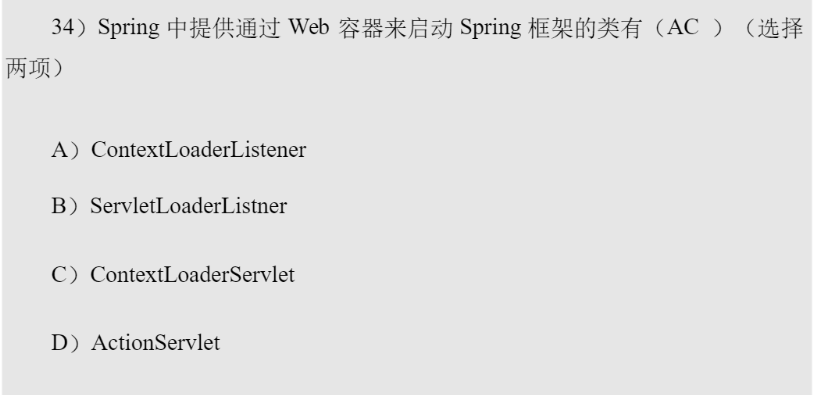 34）Spring 中提供通过 Web 容器来启动 Spring 框架的类有（AC ）（选择
两项）
A）ContextLoaderListener
B）ServletLoaderListner
C）ContextLoaderServlet
D）ActionServlet